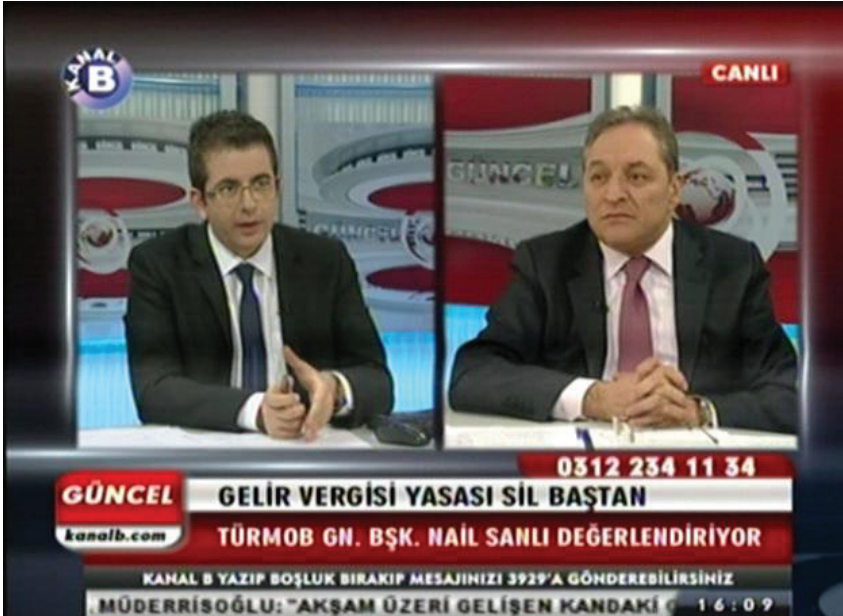 KANAL B
CANLI
GÜNCEL
0312 234 11 34
GÜNCEL
GELİR VERGİSİ YASASI SİL BAŞTAN
kanalb.com
TÜRMOB GN. BŞK. NAİL SANLI DEĞERLENDİRİYOR
KANAL B YAZIP BOŞLUK BIRAKIP MESAJINIZI 3929'A GÖNDEREBİLİRSİNİZ
MÜDERRİSOĞLU: "AKŞAM ÜZERİ GELİŞEN KANDAKİ
16:09